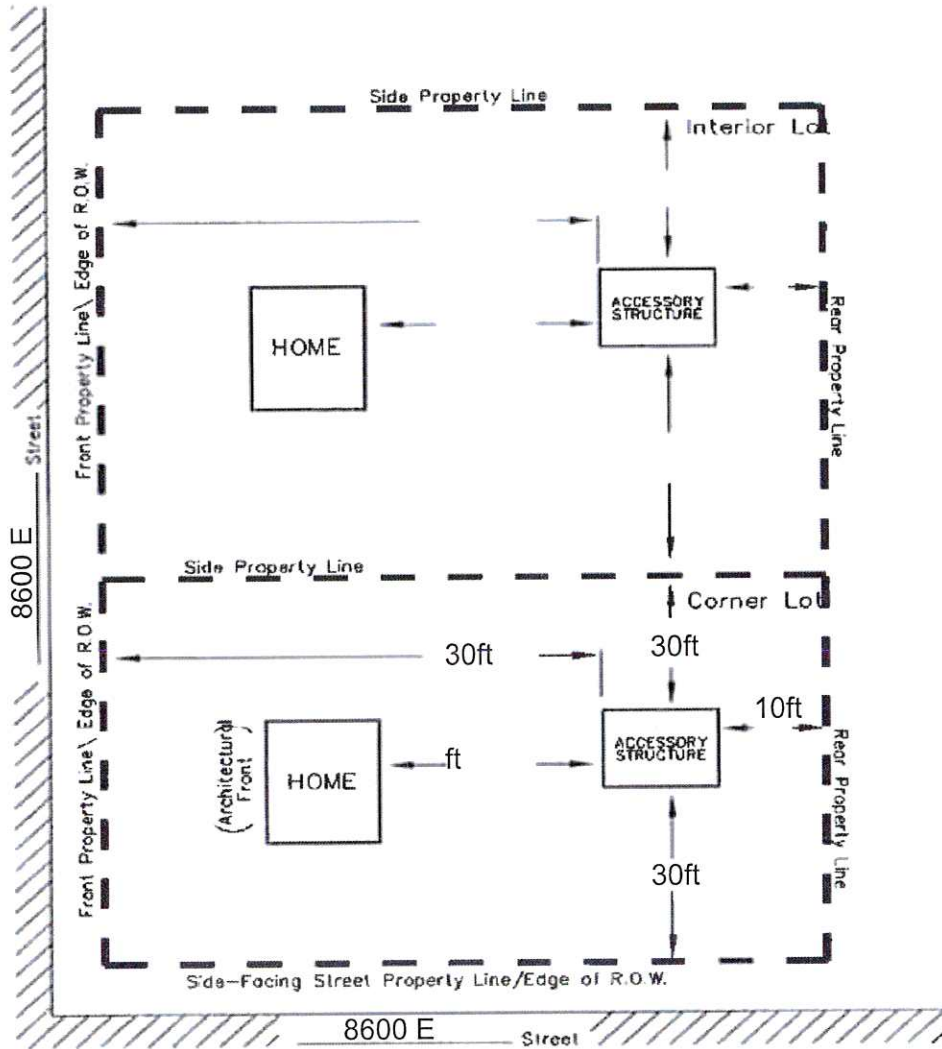 Side Property Line
Interior Lot
Front Property Line\ Edge of R.O.W.
Street
8600 E
HOME
ACCESSORY
STRUCTURE
Rear Property Line
Side Property Line
Corner Lot
Front Property Line\ Edge of R.O.W.
30ft
30ft
10ft
(Architectural
Front)
HOME
ft
ACCESSORY
STRUCTURE
Rear Property Line
30ft
Side-Facing Street Property Line/Edge of R.O.W.
8600 E
Street